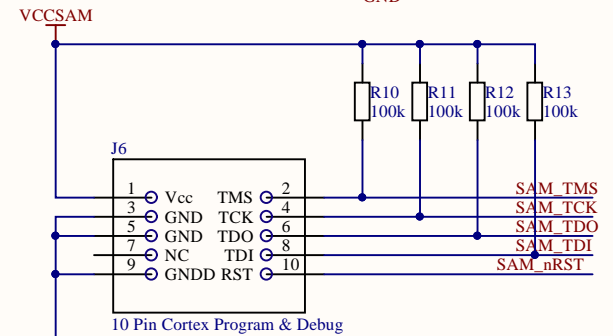 GND
VCCSAM
R10 R11 R12 R13
100k 100k 100k 100k
J6
1 Vcc TMS 2 SAM_TMS
3 GND TCK 4 SAM_TCK
5 GND TDO 6 SAM_TDO
7 NC TDI 8 SAM_TDI
9 GNDD RST 10 SAM_nRST
10 Pin Cortex Program & Debug